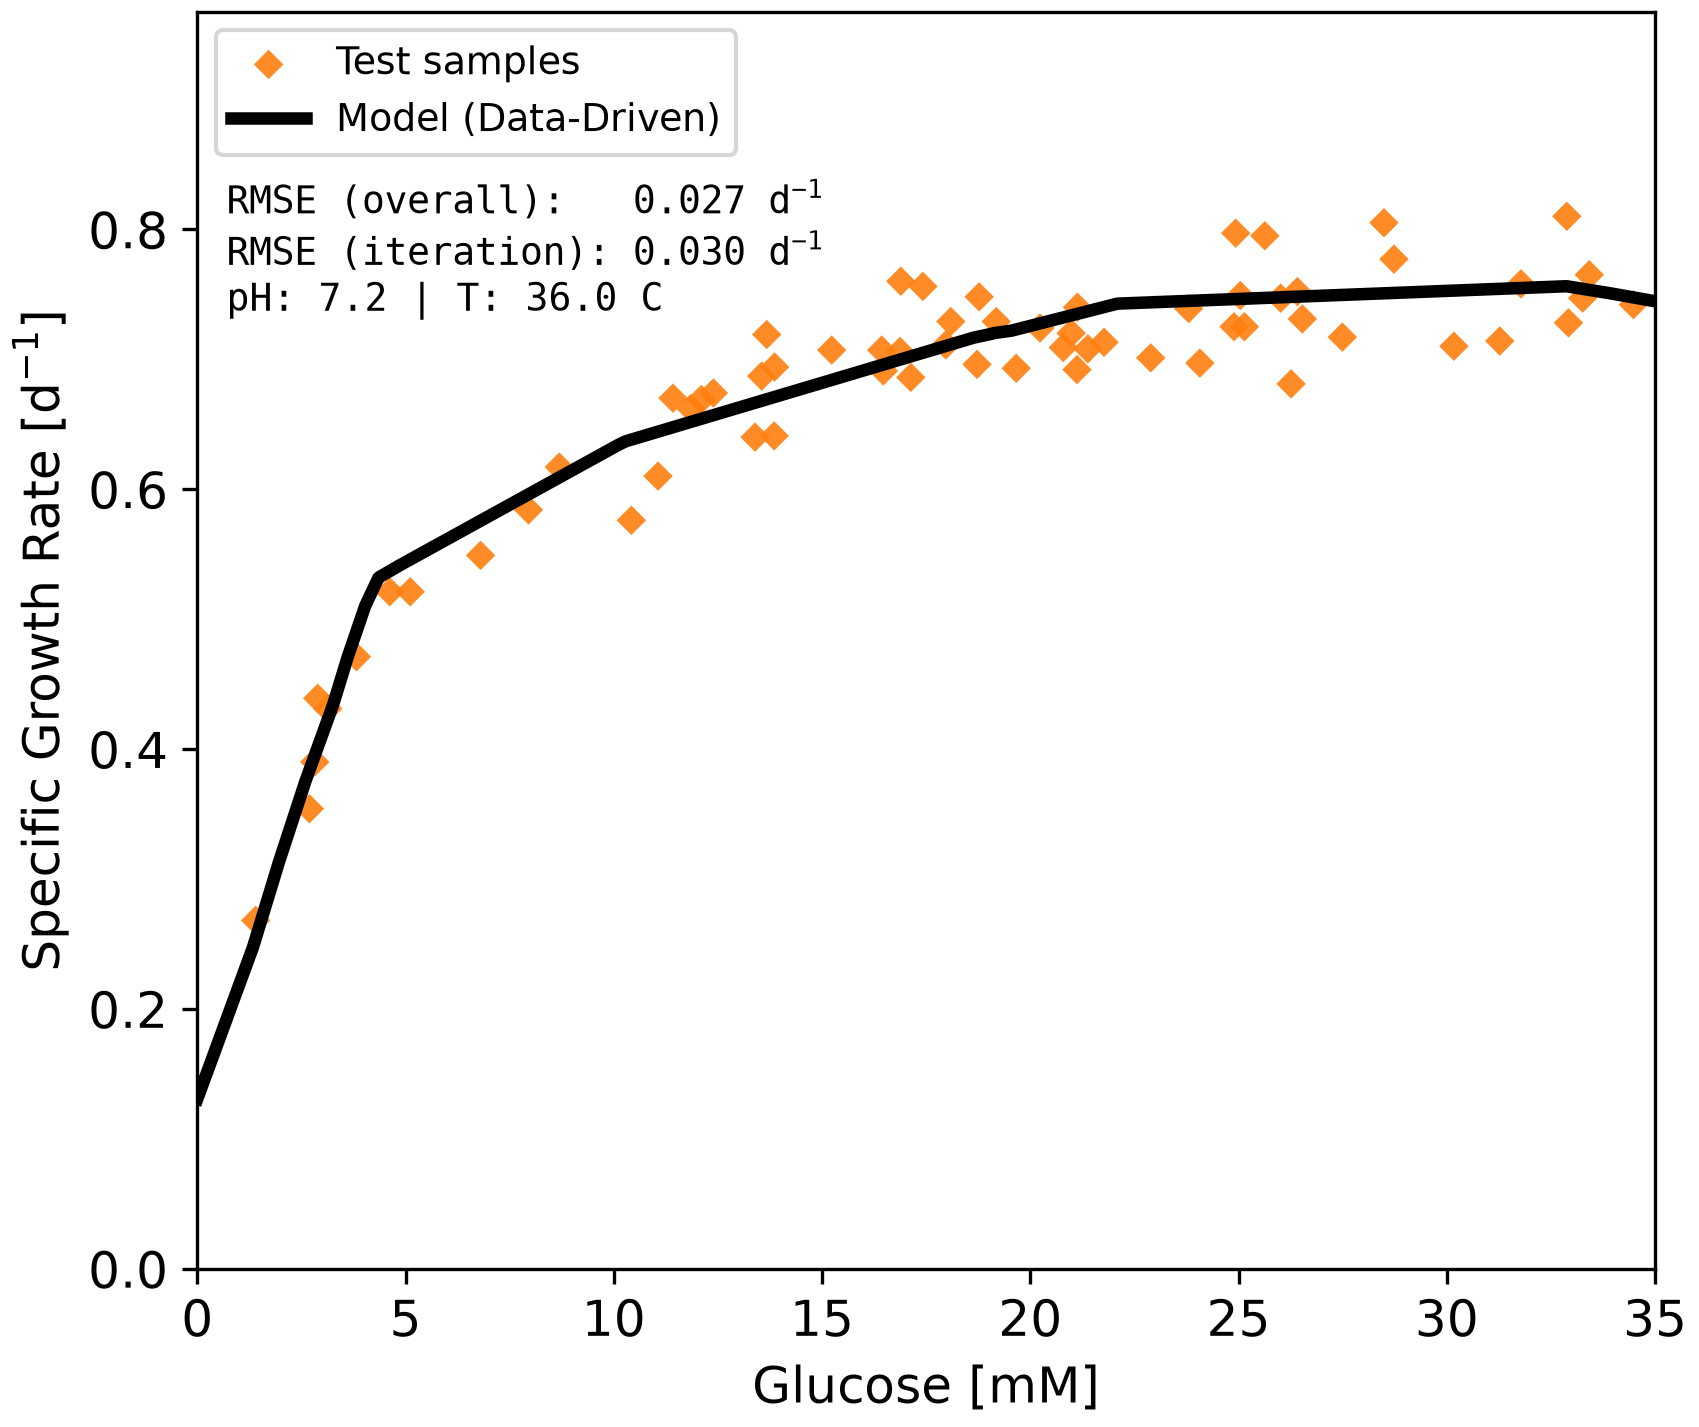 Test samples
Model (Data-Driven)
RMSE (overall):   0.027 d⁻¹
RMSE (iteration): 0.030 d⁻¹
pH: 7.2 | T: 36.0 C
Specific Growth Rate [d⁻¹]
0.8
0.6
0.4
0.2
0.0
0 5 10 15 20 25 30 35
Glucose [mM]